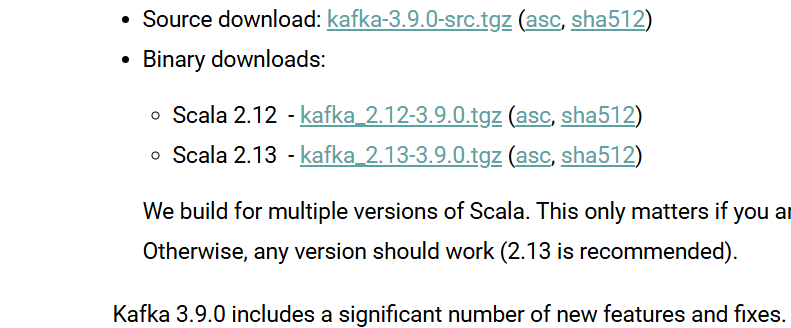 Source download: kafka-3.9.0-src.tgz (asc, sha512)
Binary downloads:
Scala 2.12 - kafka_2.12-3.9.0.tgz (asc, sha512)
Scala 2.13 - kafka_2.13-3.9.0.tgz (asc, sha512)
We build for multiple versions of Scala. This only matters if you
Otherwise, any version should work (2.13 is recommended).
Kafka 3.9.0 includes a significant number of new features and fixes.